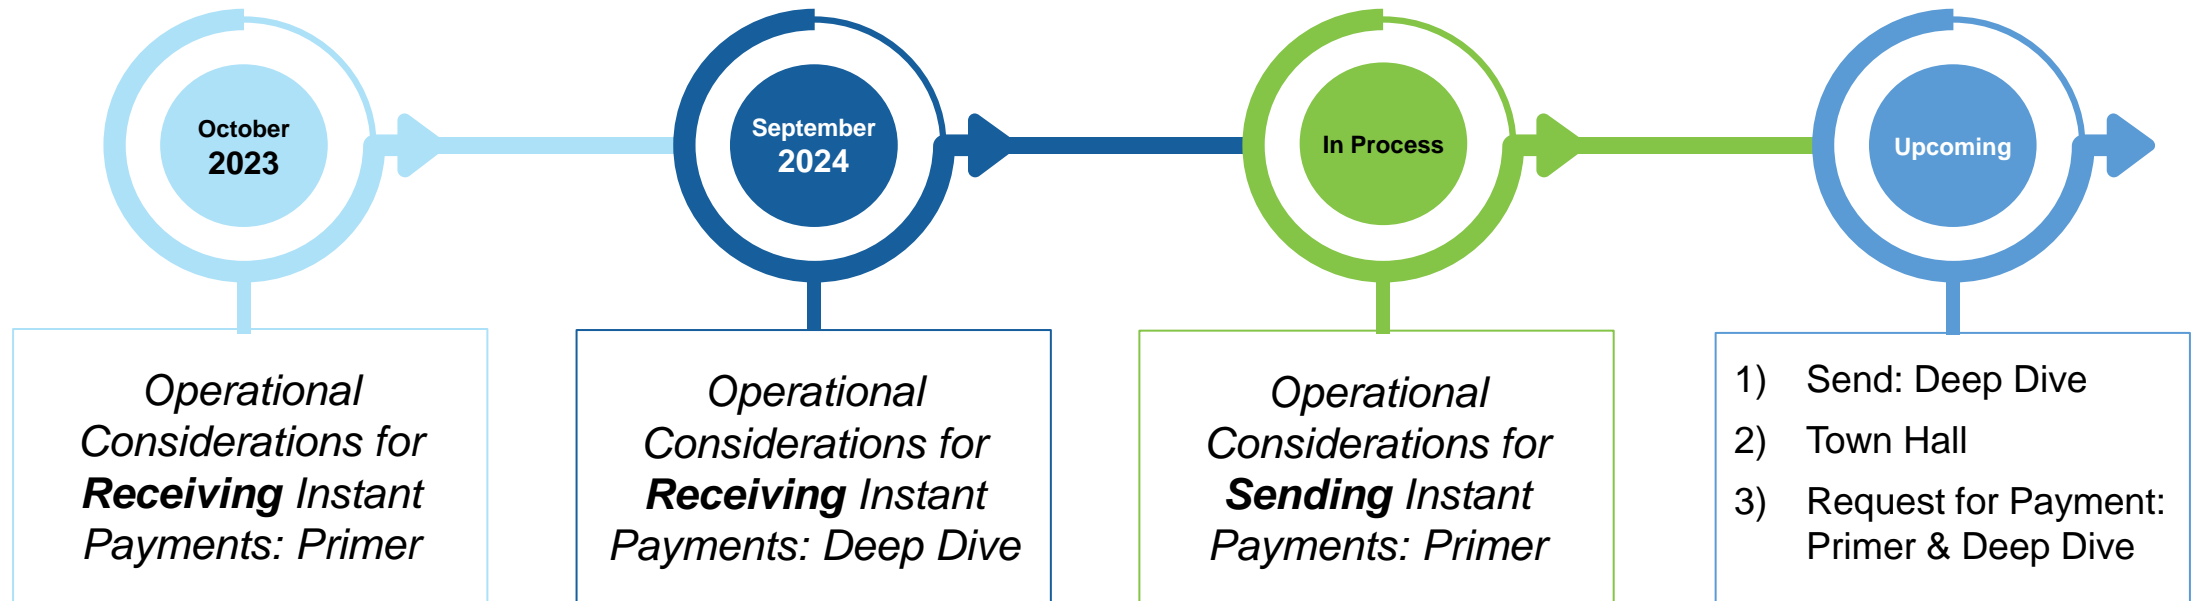 October
2023
Operational
Considerations for
Receiving Instant
Payments: Primer
September
2024
Operational
Considerations for
Receiving Instant
Payments: Deep Dive
In Process
Operational
Considerations for
Sending Instant
Payments: Primer
Upcoming
1) Send: Deep Dive
2) Town Hall
3) Request for Payment:
Primer & Deep Dive